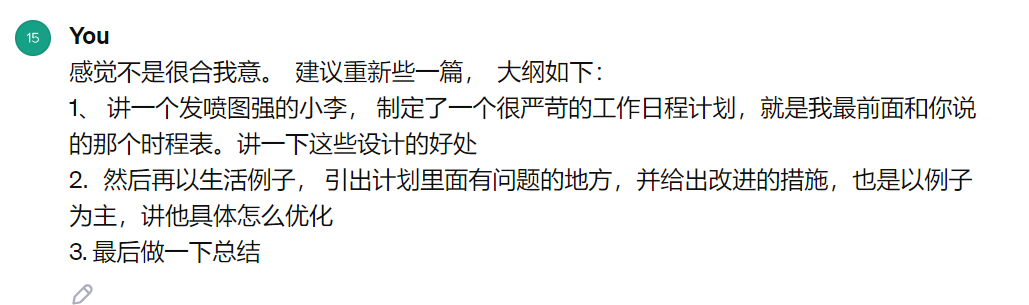 15
You
感觉不是很合我意。 建议重新些一篇， 大纲如下：
1、 讲一个发喷图强的小李， 制定了一个很严苛的工作日程计划，就是我最前面和你说
的那个时程表。讲一下这些设计的好处
2. 然后再以生活例子， 引出计划里面有问题的地方，并给出改进的措施，也是以例子
为主，讲他具体怎么优化
3. 最后做一下总结